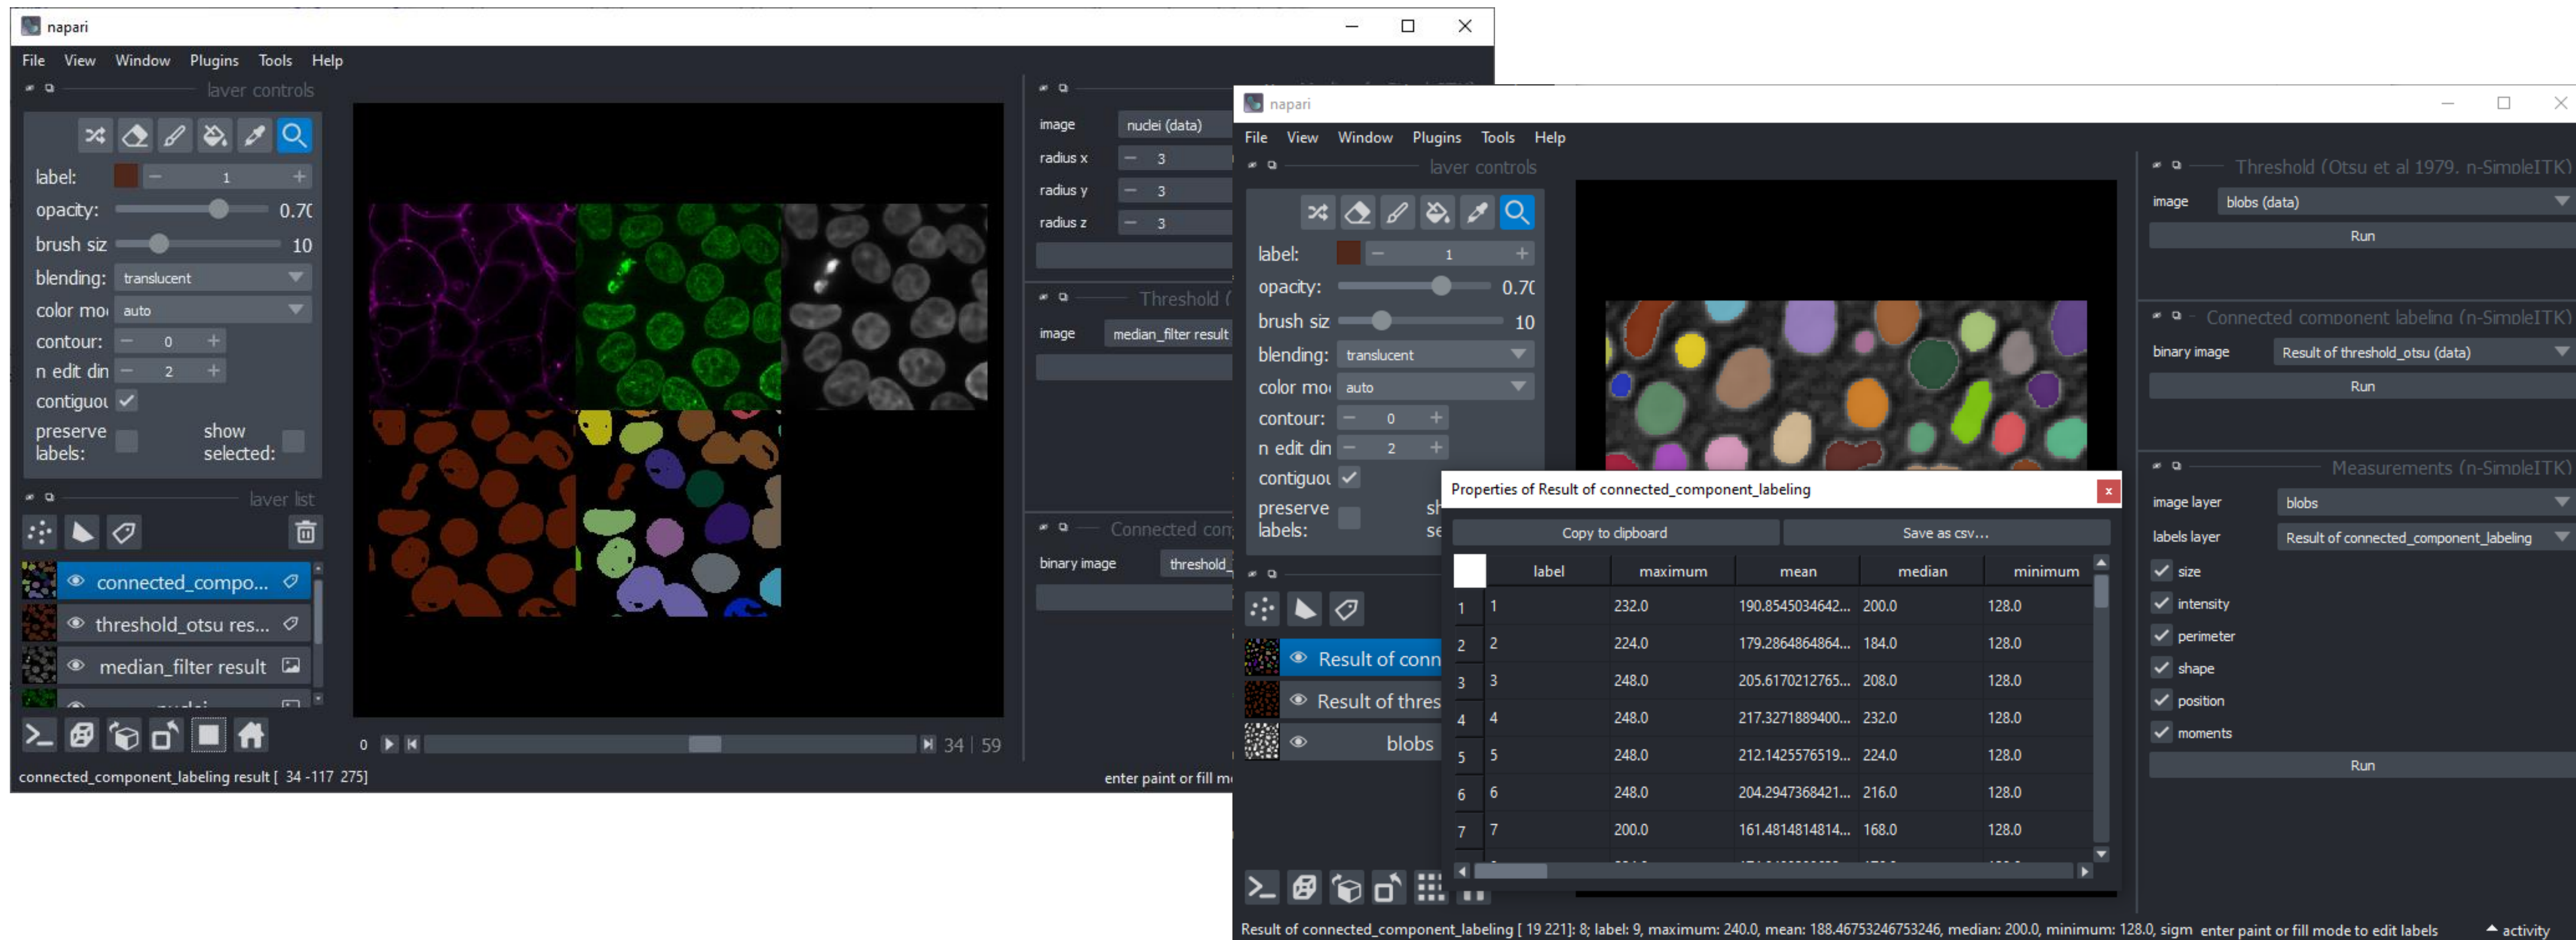 napari
File View Window Plugins Tools Help
layer controls
label: 1
opacity: 0.70
brush siz 10
blending: translucent
color mo auto
contour: 0
n edit din 2
contiguou
preserve labels: show selected:
layer list
connected_compo...
threshold_otsu res...
median_filter result
nuclei
0 34 | 59
connected_component_labeling result [ 34 -117 275]
enter paint or fill m
image nuclei (data)
radius x 3
radius y 3
radius z 3
Threshold (
image median_filter result
Connected com
binary image threshold_
napari
File View Window Plugins Tools Help
layer controls
label: 1
opacity: 0.70
brush siz 10
blending: translucent
color mo auto
contour: 0
n edit din 2
contiguou
preserve labels: sh se
Result of conn
Result of thres
blobs
Properties of Result of connected_component_labeling
x
Copy to clipboard Save as csv...
label maximum mean median minimum
1 1 232.0 190.8545034642... 200.0 128.0
2 2 224.0 179.2864864864... 184.0 128.0
3 3 248.0 205.6170212765... 208.0 128.0
4 4 248.0 217.3271889400... 232.0 128.0
5 5 248.0 212.1425576519... 224.0 128.0
6 6 248.0 204.2947368421... 216.0 128.0
7 7 200.0 161.4814814814... 168.0 128.0
Threshold (Otsu et al 1979, n-SimpleITK)
image blobs (data)
Run
Connected component labeling (n-SimpleITK)
binary image Result of threshold_otsu (data)
Run
Measurements (n-SimpleITK)
image layer blobs
labels layer Result of connected_component_labeling
size
intensity
perimeter
shape
position
moments
Run
Result of connected_component_labeling [ 19 221]: 8; label: 9, maximum: 240.0, mean: 188.46753246753246, median: 200.0, minimum: 128.0, sigm enter paint or fill mode to edit labels activity